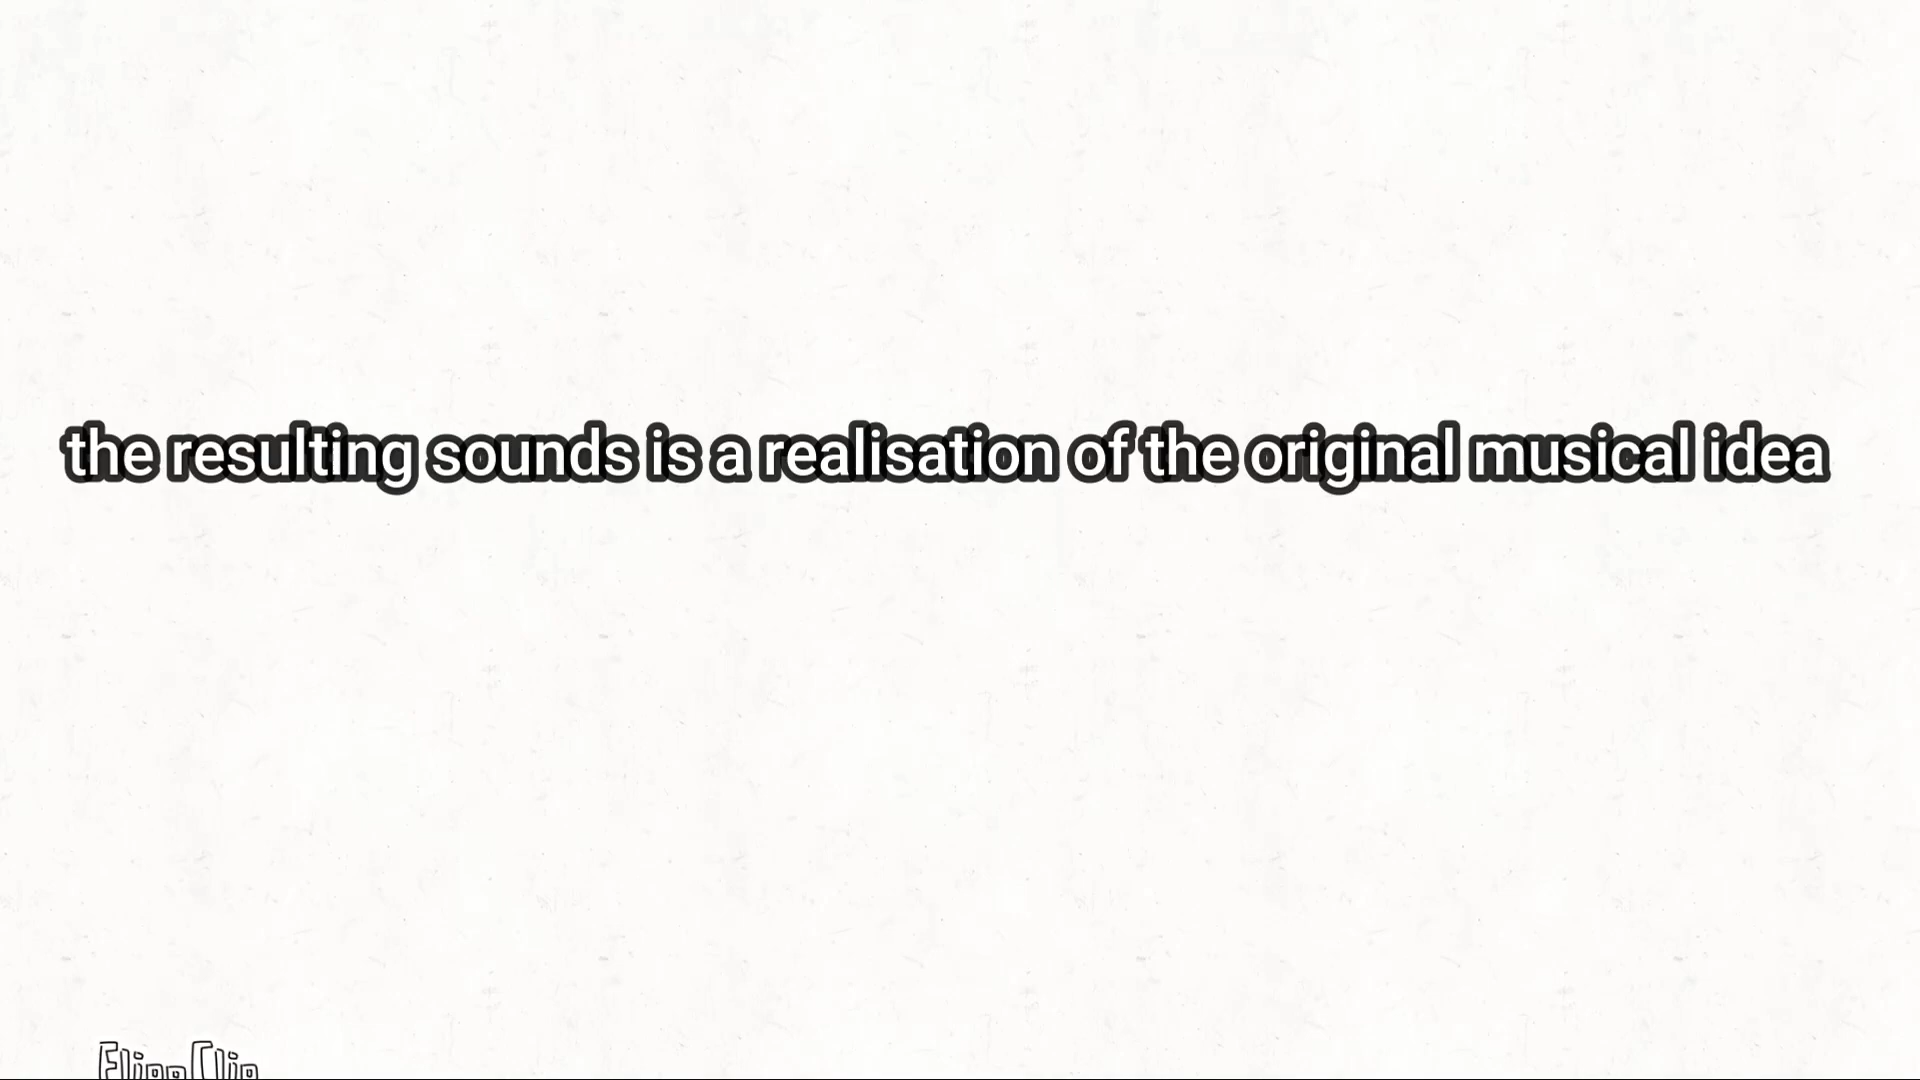 the resulting sounds is a realisation of the original musical idea
FlipaClip